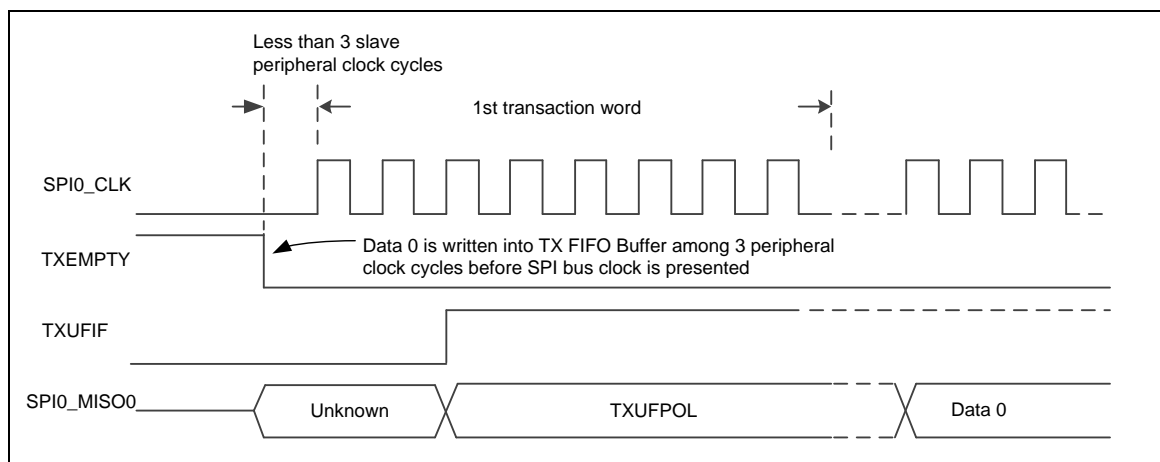 Less than 3 slave
peripheral clock cycles
1st transaction word
SPI0_CLK
TXEMPTY
Data 0 is written into TX FIFO Buffer among 3 peripheral
clock cycles before SPI bus clock is presented
TXUFIF
SPI0_MISO0
Unknown
TXUFPOL
Data 0